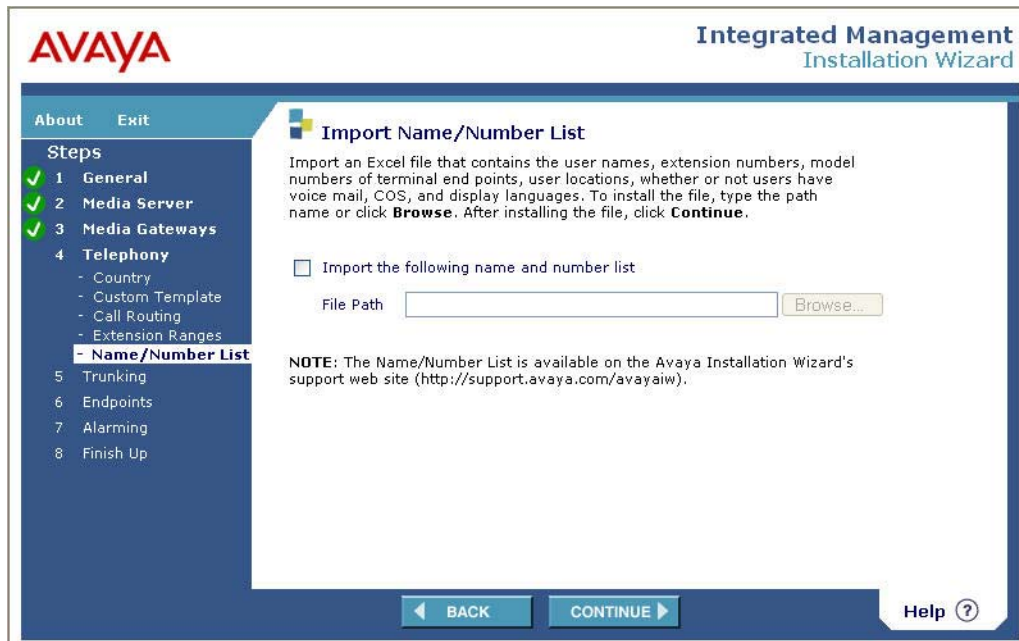 AVAYA
Integrated Management
Installation Wizard
About Exit
Steps
1 General
2 Media Server
3 Media Gateways
4 Telephony
- Country
- Custom Template
- Call Routing
- Extension Ranges
- Name/Number List
5 Trunking
6 Endpoints
7 Alarming
8 Finish Up
Import Name/Number List
Import an Excel file that contains the user names, extension numbers, model
numbers of terminal end points, user locations, whether or not users have
voice mail, COS, and display languages. To install the file, type the path
name or click Browse. After installing the file, click Continue.
Import the following name and number list
File Path Browse...
NOTE: The Name/Number List is available on the Avaya Installation Wizard's
support web site (http://support.avaya.com/avayaiw).
BACK CONTINUE
Help ?